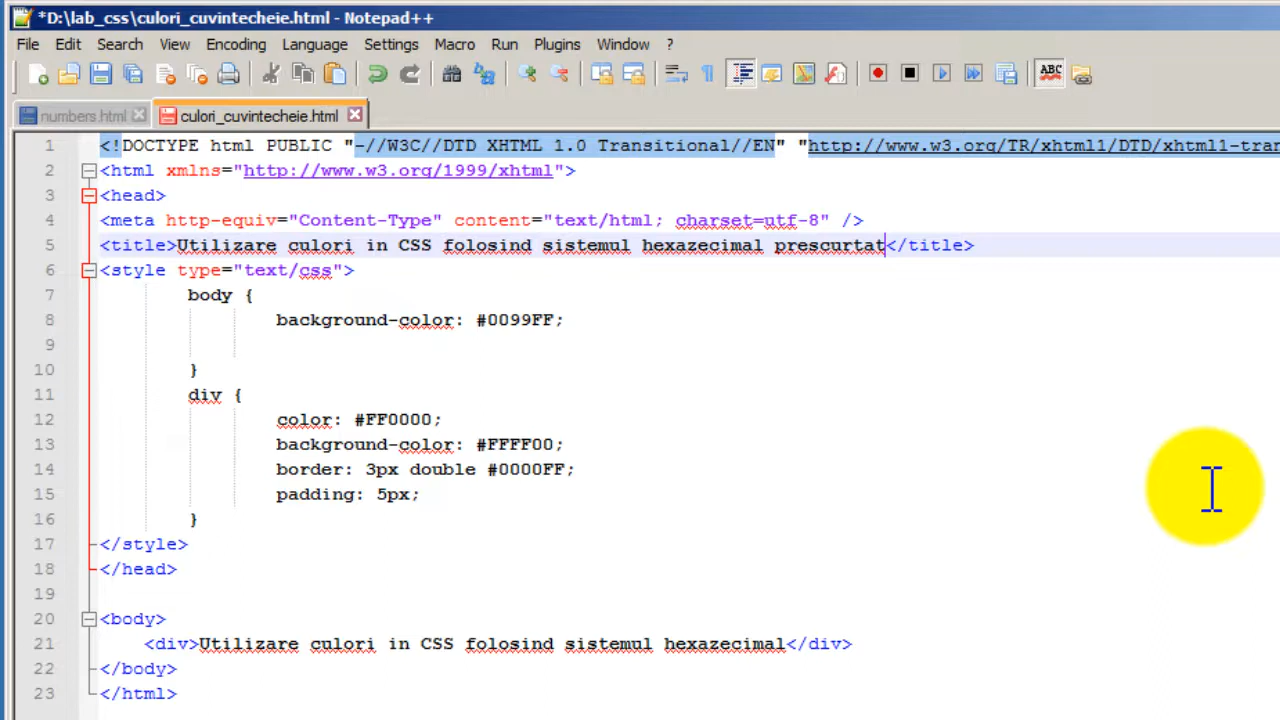 *D:\lab_css\culori_cuvintecheie.html - Notepad++
File Edit Search View Encoding Language Settings Macro Run Plugins Window ?
ABC
numbers.html culori_cuvintecheie.html
1 <!DOCTYPE html PUBLIC "-//W3C//DTD XHTML 1.0 Transitional//EN" "http://www.w3.org/TR/xhtml1/DTD/xhtml1-tran
2 <html xmlns="http://www.w3.org/1999/xhtml">
3 <head>
4 <meta http-equiv="Content-Type" content="text/html; charset=utf-8" />
5 <title>Utilizare culori in CSS folosind sistemul hexazecimal prescurtat</title>
6 <style type="text/css">
7 body {
8 background-color: #0099FF;
9
10 }
11 div {
12 color: #FF0000;
13 background-color: #FFFF00;
14 border: 3px double #0000FF;
15 padding: 5px;
16 }
17 </style>
18 </head>
19
20 <body>
21 <div>Utilizare culori in CSS folosind sistemul hexazecimal</div>
22 </body>
23 </html>